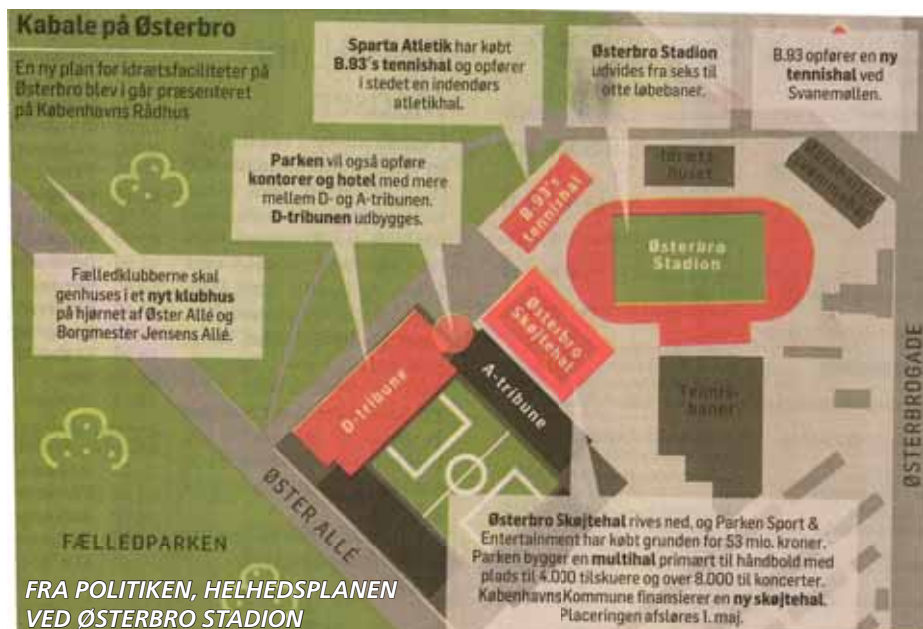 Kabale på Østerbro
En ny plan for idrætsfaciliteter på
Østerbro blev i går præsenteret
på Københavns Rådhus
Sparta Atletik har købt
B.93's tennishal og opfører
i stedet en indendørs
atletikhal.
Østerbro Stadion
udvides fra seks til
otte løbebaner.
B.93 opfører en ny
tennishal ved
Svanemøllen.
Parken vil også opføre
kontorer og hotel med mere
mellem D- og A-tribunen.
D-tribunen udbygges.
Fælledklubberne skal
genhuses i et nyt klubhus
på hjørnet af Øster Allé og
Borgmester Jensens Allé.
B.93's
tennishal
Idræts-
huset
svømmehal
Østerbro
Stadion
Østerbro
Skøjtehal
Tennis-
baner
D-tribune
A-tribune
ØSTER ALLÉ
ØSTERBROGADE
FÆLLEDPARKEN
Østerbro Skøjtehal rives ned, og Parken Sport &
Entertainment har købt grunden for 53 mio. kroner.
Parken bygger en multihal primært til håndbold med
plads til 4.000 tilskuere og over 8.000 til koncerter.
KøbenhavnsKommune finansierer en ny skøjtehal.
Placeringen afsløres 1. maj.
FRA POLITIKEN, HELHEDSPLANEN
VED ØSTERBRO STADION